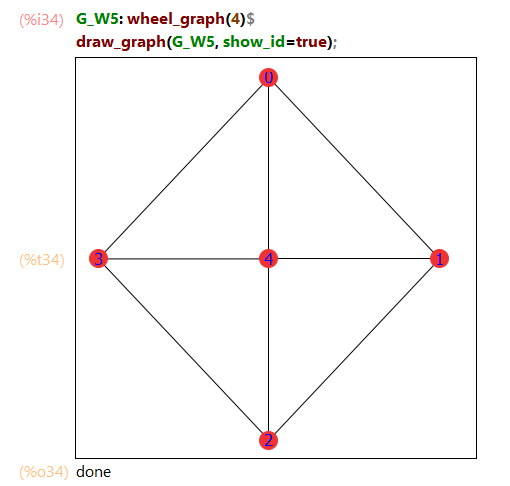 (%i34) G_W5: wheel_graph(4)$
draw_graph(G_W5, show_id=true);
0
(%t34) 3 4 1
2
(%o34) done